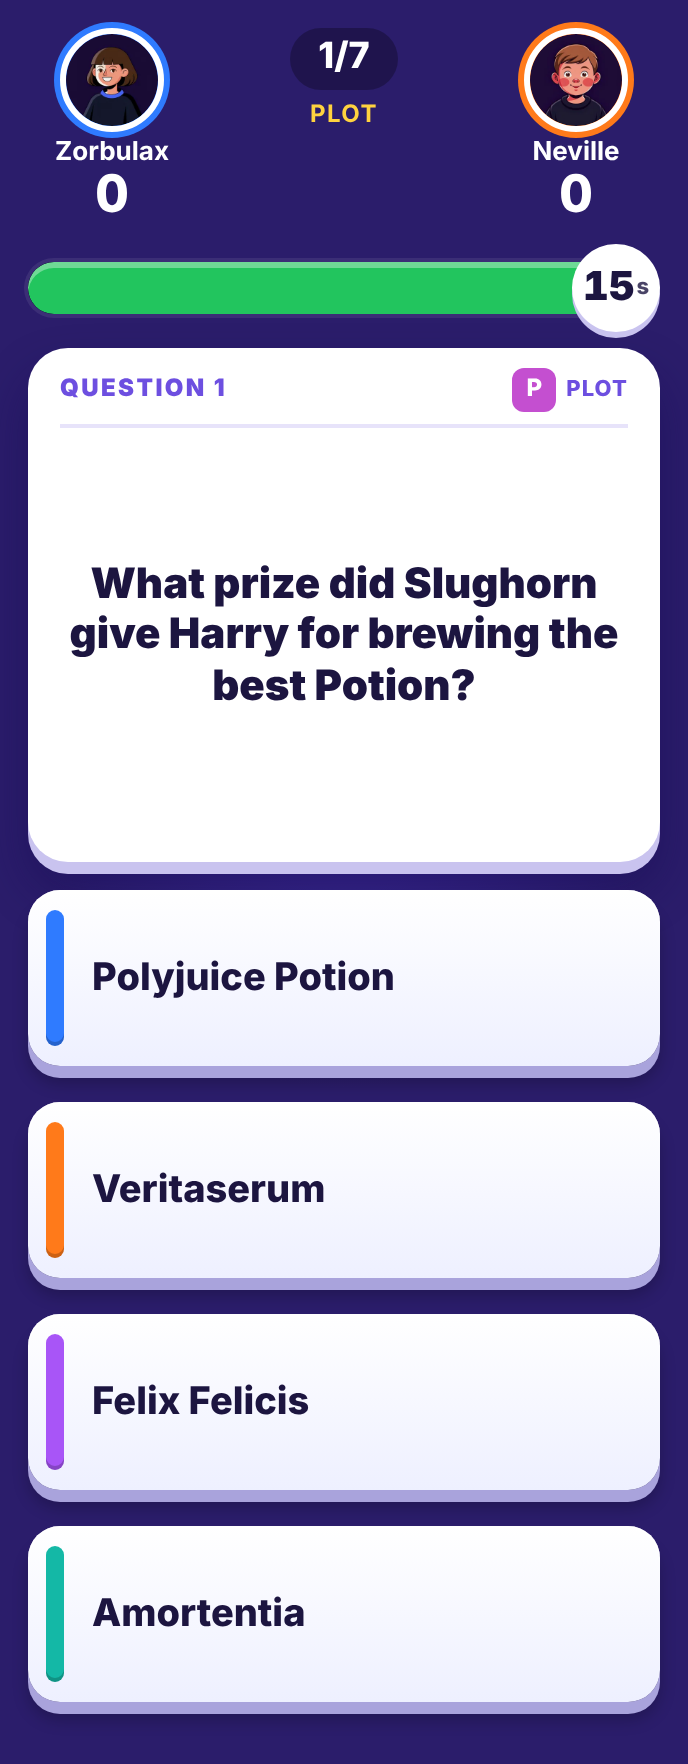 1/7
PLOT
Zorbulax
0
Neville
0
15s
QUESTION 1
P PLOT
What prize did Slughorn
give Harry for brewing the
best Potion?
Polyjuice Potion
Veritaserum
Felix Felicis
Amortentia